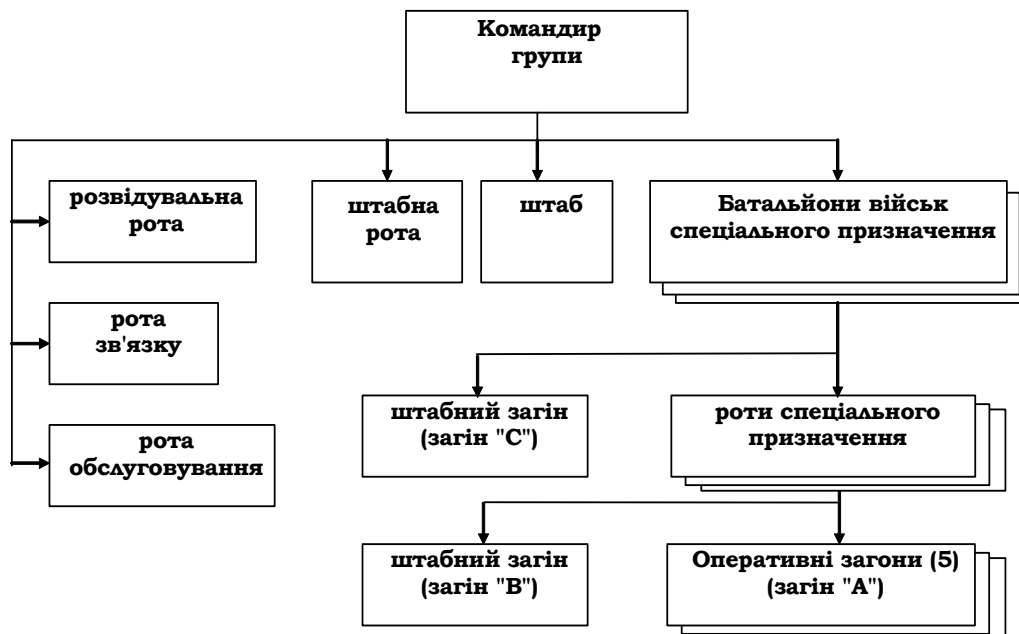 Командир
групи
розвідувальна
рота
штабна
рота
штаб
Батальйони військ
спеціального призначення
рота
зв'язку
штабний загін
(загін "С")
роти спеціального
призначення
рота
обслуговування
штабний загін
(загін "В")
Оперативні загони (5)
(загін "А")